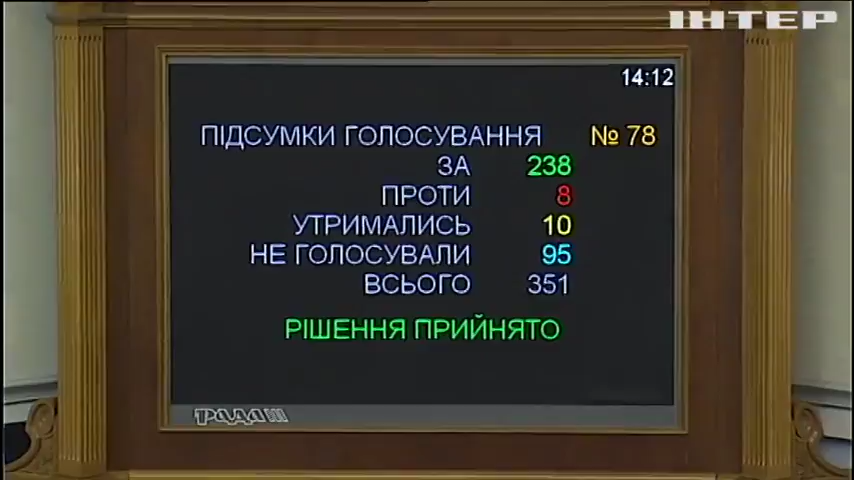 ІНТЕР
14:12
ПІДСУМКИ ГОЛОСУВАННЯ № 78
ЗА 238
ПРОТИ 8
УТРИМАЛИСЬ 10
НЕ ГОЛОСУВАЛИ 95
ВСЬОГО 351
РІШЕННЯ ПРИЙНЯТО
РАДА